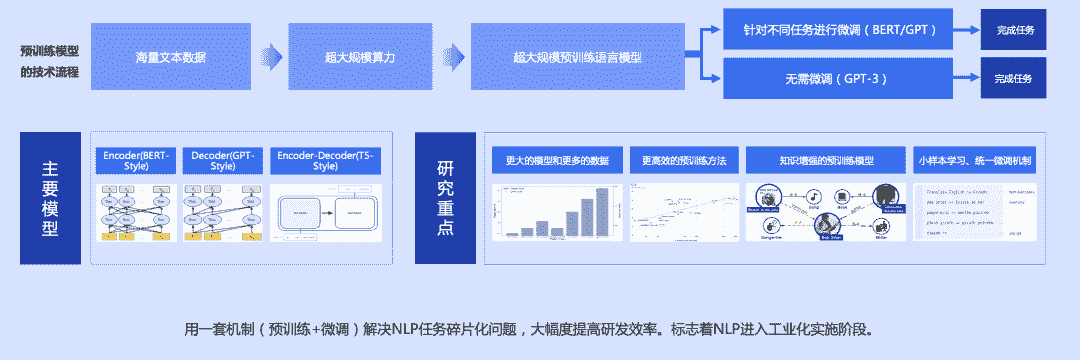 预训练模型
的技术流程
海量文本数据
超大规模算力
超大规模预训练语言模型
针对不同任务进行微调（BERT/GPT）
完成任务
无需微调（GPT-3）
完成任务
主要模型
Encoder(BERT-
Style)
Decoder(GPT-
Style)
Encoder-Decoder(T5-
Style)
研究重点
更大的模型和更多的数据
更高效的预训练方法
知识增强的预训练模型
小样本学习、统一微调机制
用一套机制（预训练+微调）解决NLP任务碎片化问题，大幅度提高研发效率。标志着NLP进入工业化实施阶段。